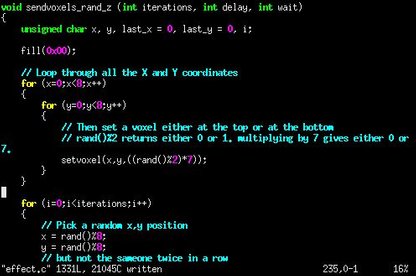 void sendvoxels_rand_z (int iterations, int delay, int wait)
{
unsigned char x, y, last_x = 0, last_y = 0, i;
fill(0x00);
// Loop through all the X and Y coordinates
for (x=0;x<8;x++)
{
for (y=0;y<8;y++)
{
// Then set a voxel either at the top or at the bottom
// rand()%2 returns either 0 or 1. multiplying by 7 gives either 0 or
7.
setvoxel(x,y,((rand()%2)*7));
}
}
for (i=0;i<iterations;i++)
{
// Pick a random x,y position
x = rand()%8;
y = rand()%8;
// but not the sameone twice in a row
"effect.c" 1331L, 21045C written 235,0-1 16%